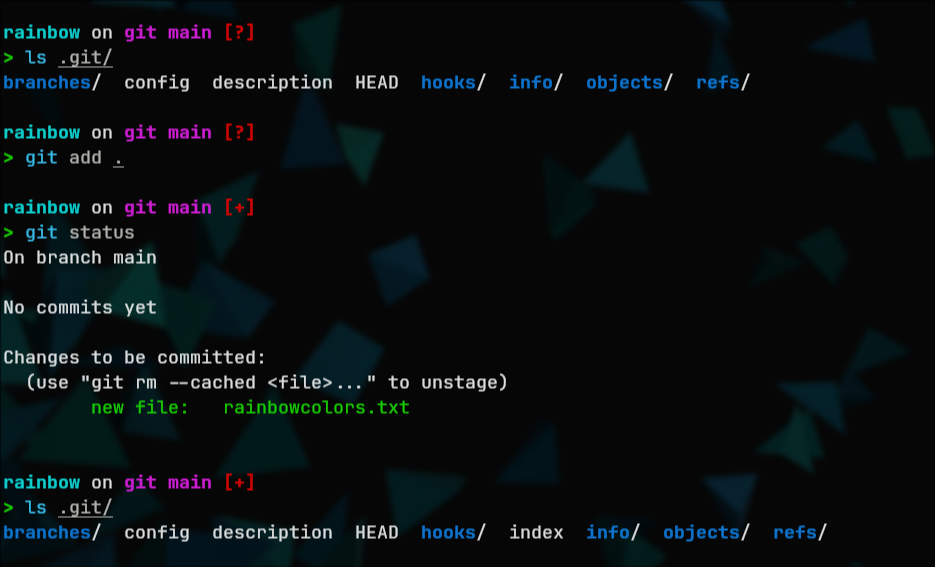 rainbow on git main [?]
> ls .git/
branches/  config  description  HEAD  hooks/  info/  objects/  refs/
rainbow on git main [?]
> git add .
rainbow on git main [+]
> git status
On branch main
No commits yet
Changes to be committed:
  (use "git rm --cached <file>..." to unstage)
        new file:   rainbowcolors.txt
rainbow on git main [+]
> ls .git/
branches/  config  description  HEAD  hooks/  index  info/  objects/  refs/